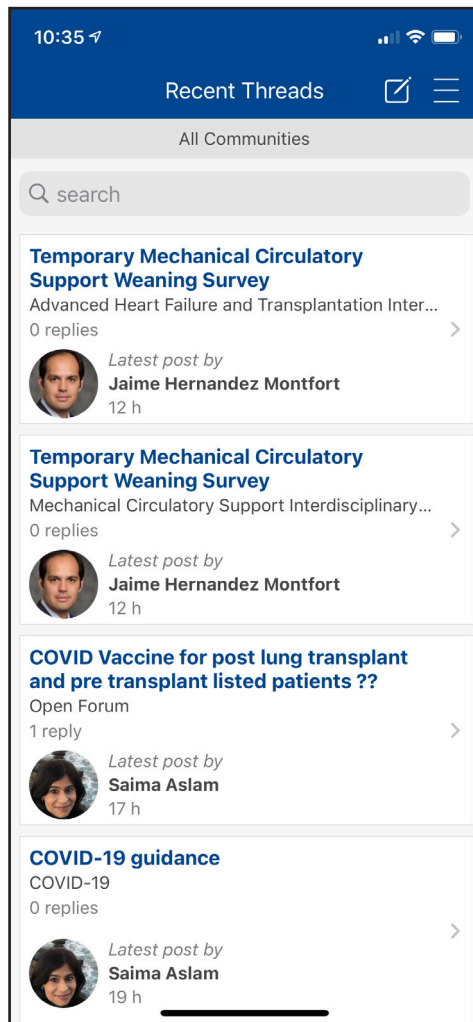 10:35
Recent Threads
All Communities
search
Temporary Mechanical Circulatory
Support Weaning Survey
Advanced Heart Failure and Transplantation Inter...
0 replies
Latest post by
Jaime Hernandez Montfort
12 h
Temporary Mechanical Circulatory
Support Weaning Survey
Mechanical Circulatory Support Interdisciplinary...
0 replies
Latest post by
Jaime Hernandez Montfort
12 h
COVID Vaccine for post lung transplant
and pre transplant listed patients ??
Open Forum
1 reply
Latest post by
Saima Aslam
17 h
COVID-19 guidance
COVID-19
0 replies
Latest post by
Saima Aslam
19 h